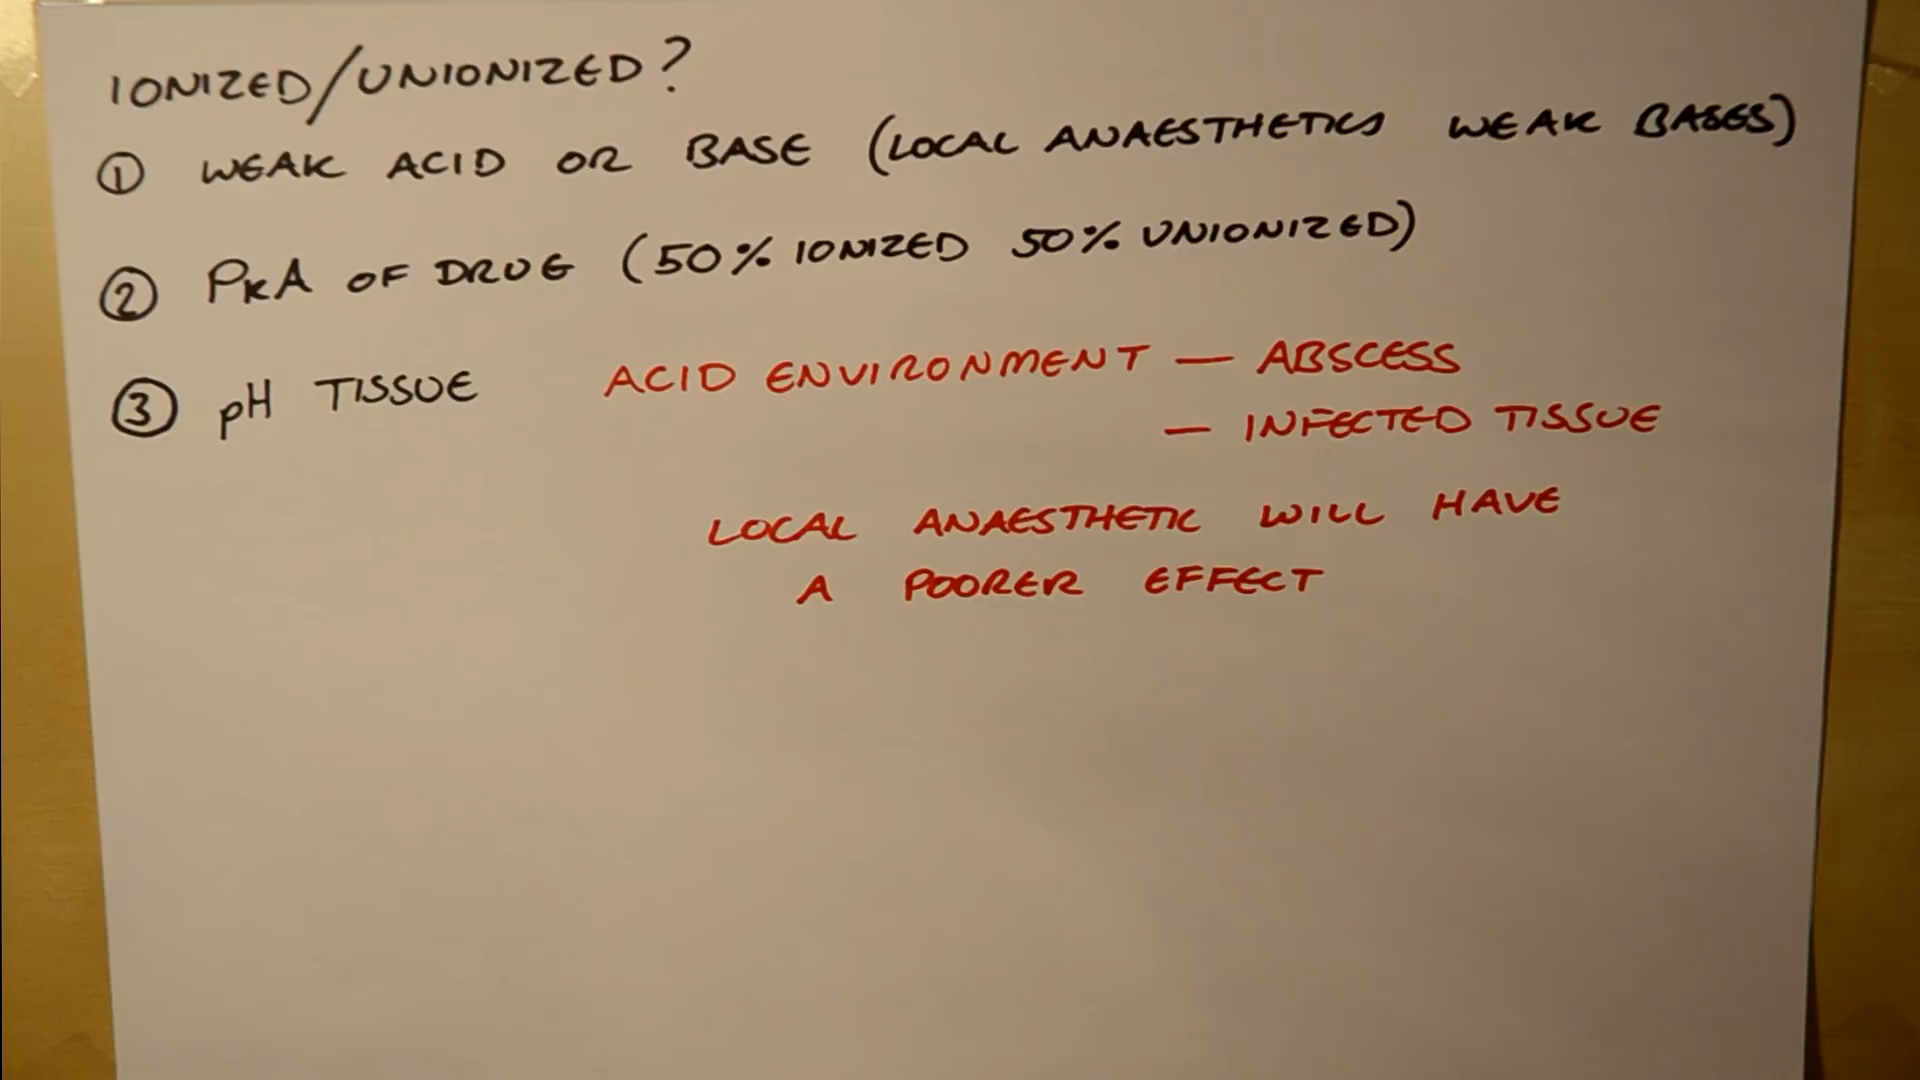 IONIZED/UNIONIZED?
① WEAK ACID OR BASE (LOCAL ANAESTHETICS WEAK BASES)
② PKA OF DRUG (50% IONIZED 50% UNIONIZED)
③ pH TISSUE ACID ENVIRONMENT — ABSCESS
— INFECTED TISSUE
LOCAL ANAESTHETIC WILL HAVE
A POORER EFFECT